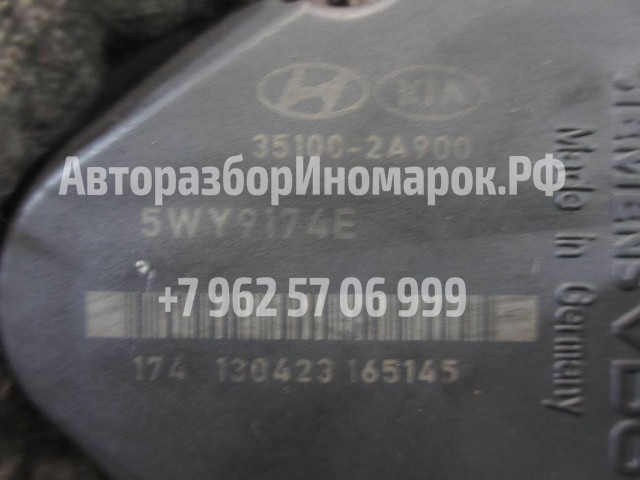 KIA
35100-2A900
АвторазборИномарок.РФ
5WY9174E
+7 962 57 06 999
174 130423 165145
SIEMENS VDO
Made in Germany